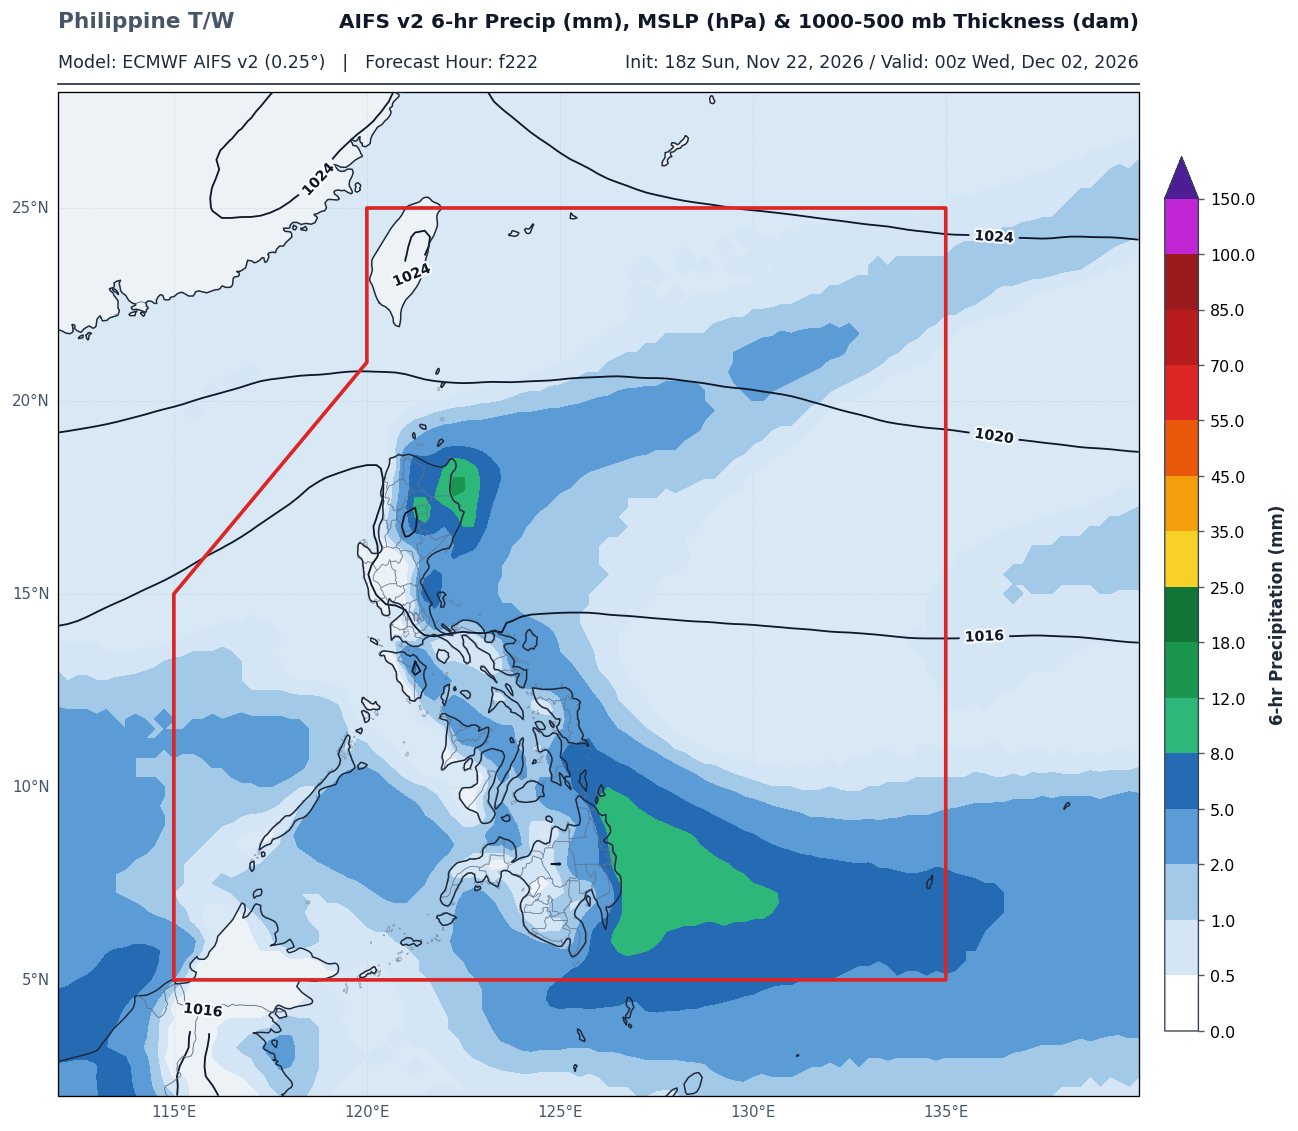 Philippine T/W
AIFS v2 6-hr Precip (mm), MSLP (hPa) & 1000-500 mb Thickness (dam)
Model: ECMWF AIFS v2 (0.25°) | Forecast Hour: f222
Init: 18z Sun, Nov 22, 2026 / Valid: 00z Wed, Dec 02, 2026
1024
1024
1024
1020
1016
1016
25°N
20°N
15°N
10°N
5°N
115°E
120°E
125°E
130°E
135°E
150.0
100.0
85.0
70.0
55.0
45.0
35.0
25.0
18.0
12.0
8.0
5.0
2.0
1.0
0.5
0.0
6-hr Precipitation (mm)